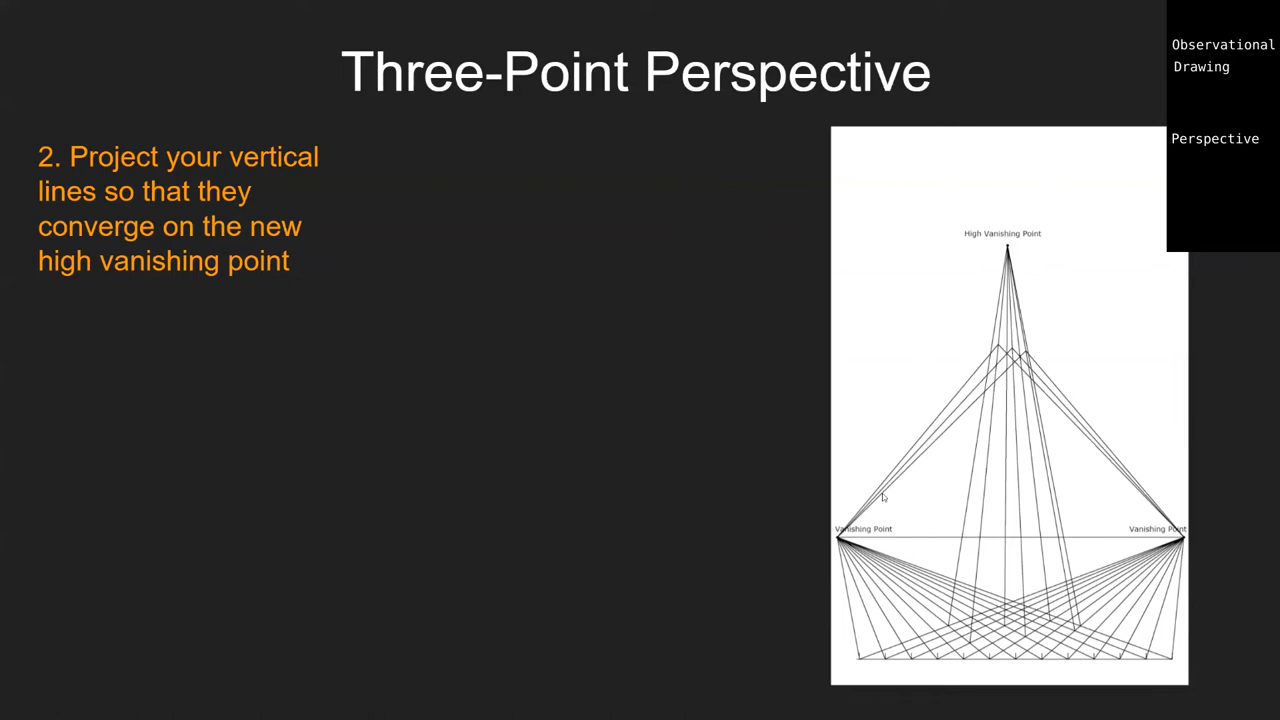 Three-Point Perspective
Observational
Drawing
Perspective
2. Project your vertical
lines so that they
converge on the new
high vanishing point
High Vanishing Point
Vanishing Point
Vanishing Point